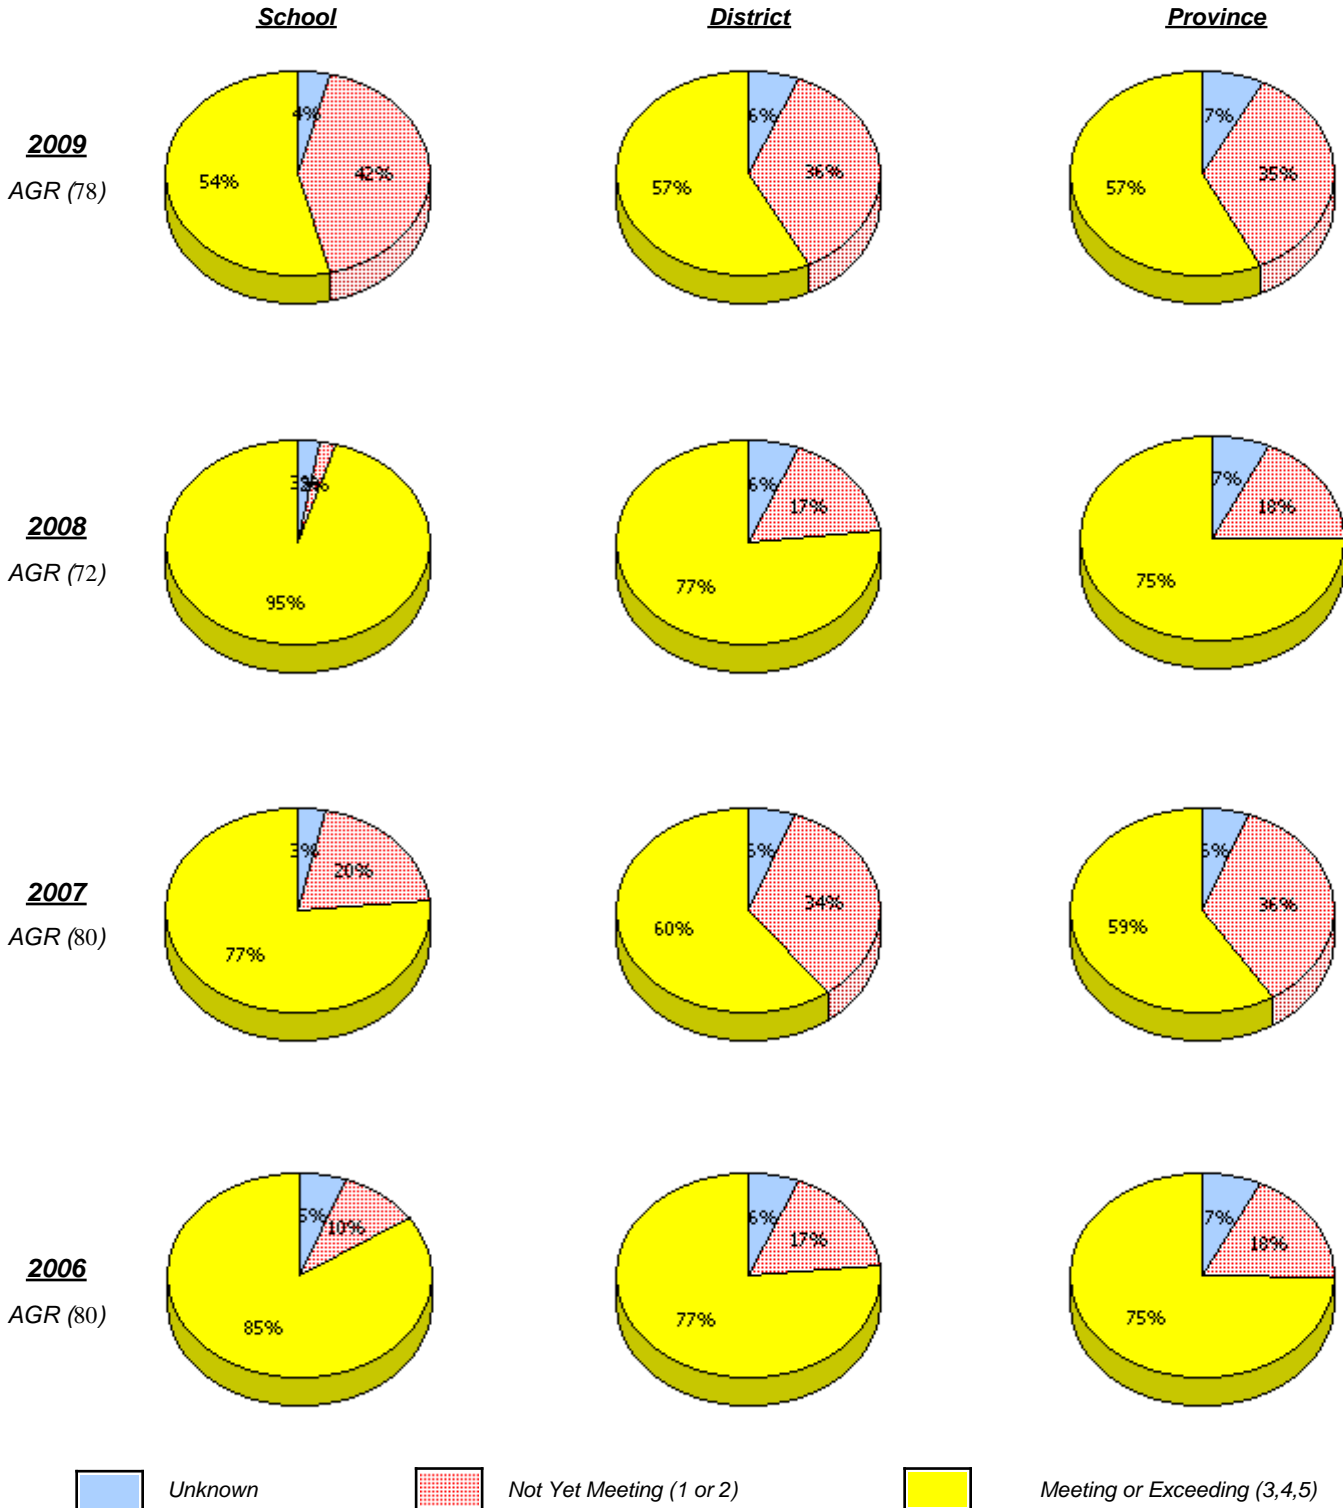 School District Province
2009
AGR (78)
4% 42% 54%
6% 36% 57%
7% 35% 57%
2008
AGR (72)
95%
6% 17% 77%
7% 18% 75%
2007
AGR (80)
3% 20% 77%
34% 60%
36% 59%
2006
AGR (80)
10% 85%
6% 17% 77%
7% 18% 75%
Unknown Not Yet Meeting (1 or 2) Meeting or Exceeding (3,4,5)